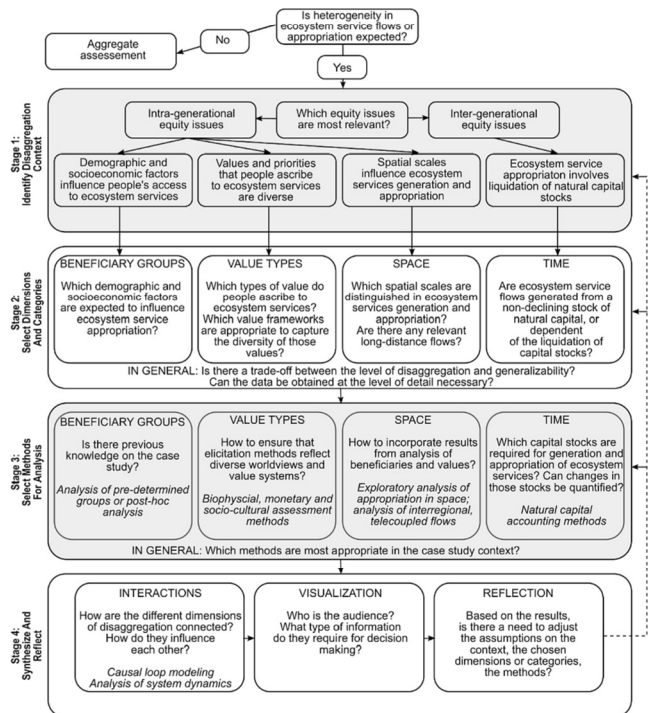 Is heterogeneity in
ecosystem service flows or
appropriation expected?
No
Aggregate
assessement
Yes
Stage 1:
Identify Disaggregation
Context
Intra-generational
equity issues
Which equity issues
are most relevant?
Inter-generational
equity issues
Demographic and
socioeconomic factors
influence people's access
to ecosystem services
Values and priorities
that people ascribe
to ecosystem services
are diverse
Spatial scales
influence ecosystem
services generation and
appropriation
Ecosystem service
appropriaton involves
liquidation of natural capital
stocks
Stage 2:
Select Dimensions
And Categories
BENEFICIARY GROUPS
Which demographic and
socioeconomic factors
are expected to influence
ecosystem service
appropriation?
VALUE TYPES
Which types of value do
people ascribe to
ecosystem services?
Which value frameworks
are appropriate to capture
the diversity of those
values?
SPACE
Which spatial scales are
distinguished in ecosystem
services generation and
appropriation?
Are there any relevant
long-distance flows?
TIME
Are ecosystem service
flows generated from a
non-declining stock of
natural capital, or
dependent
of the liquidation of
capital stocks?
IN GENERAL: Is there a trade-off between the level of disaggregation and generalizability?
Can the data be obtained at the level of detail necessary?
Stage 3:
Select Methods
For Analysis
BENEFICIARY GROUPS
Is there previous
knowledge on the case
study?
Analysis of pre-determined
groups or post-hoc
analysis
VALUE TYPES
How to ensure that
elicitation methods reflect
diverse worldviews and
value systems?
Biophyscial, monetary and
socio-cultural assessment
methods
SPACE
How to incorporate results
from analysis of
beneficiaries and values?
Exploratory analysis of
appropriation in space;
analysis of interregional,
telecoupled flows
TIME
Which capital stocks are
required for generation and
appropriation of ecosystem
services? Can changes in
those stocks be quantified?
Natural capital
accounting methods
IN GENERAL: Which methods are most appropriate in the case study context?
Stage 4:
Synthesize And
Reflect
INTERACTIONS
How are the different dimensions
of disaggregation connected?
How do they influence
each other?
Causal loop modeling
Analysis of system dynamics
VISUALIZATION
Who is the audience?
What type of information
do they require for decision
making?
REFLECTION
Based on the results,
is there a need to adjust
the assumptions on the
context, the chosen
dimensions or categories,
the methods?